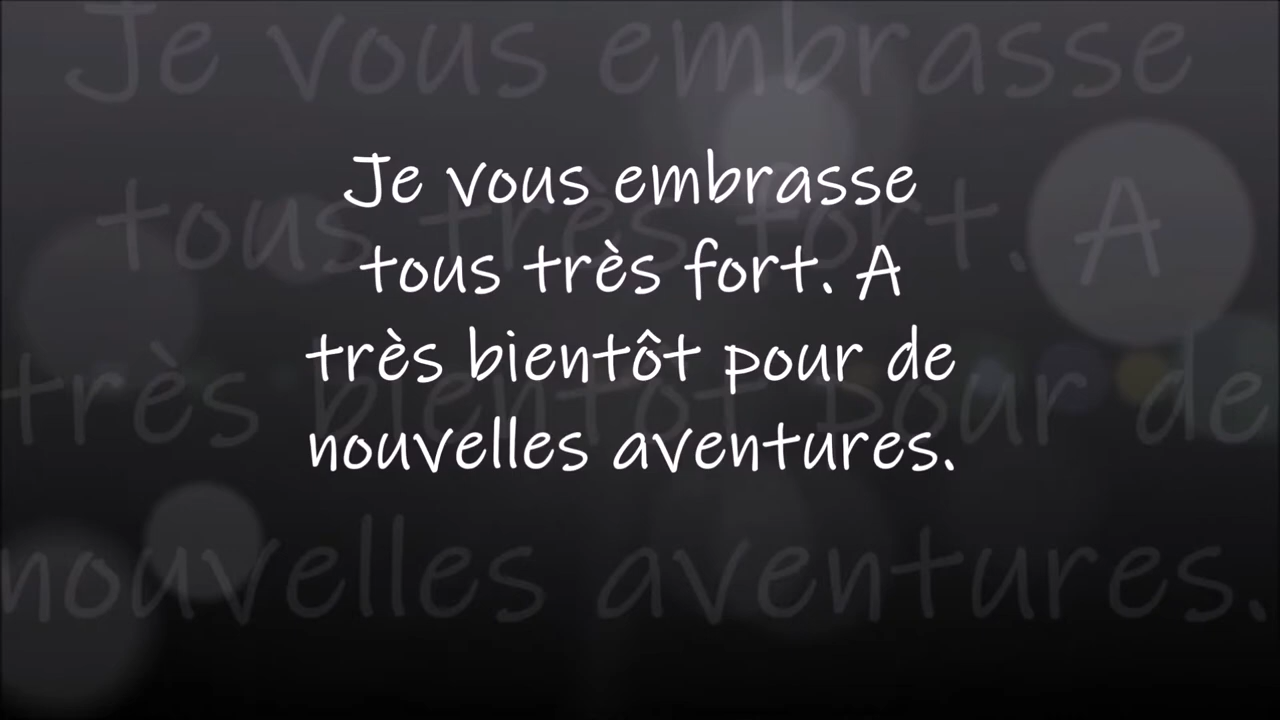 Je vous embrasse
tous très fort. A
très bientôt pour de
nouvelles aventures.